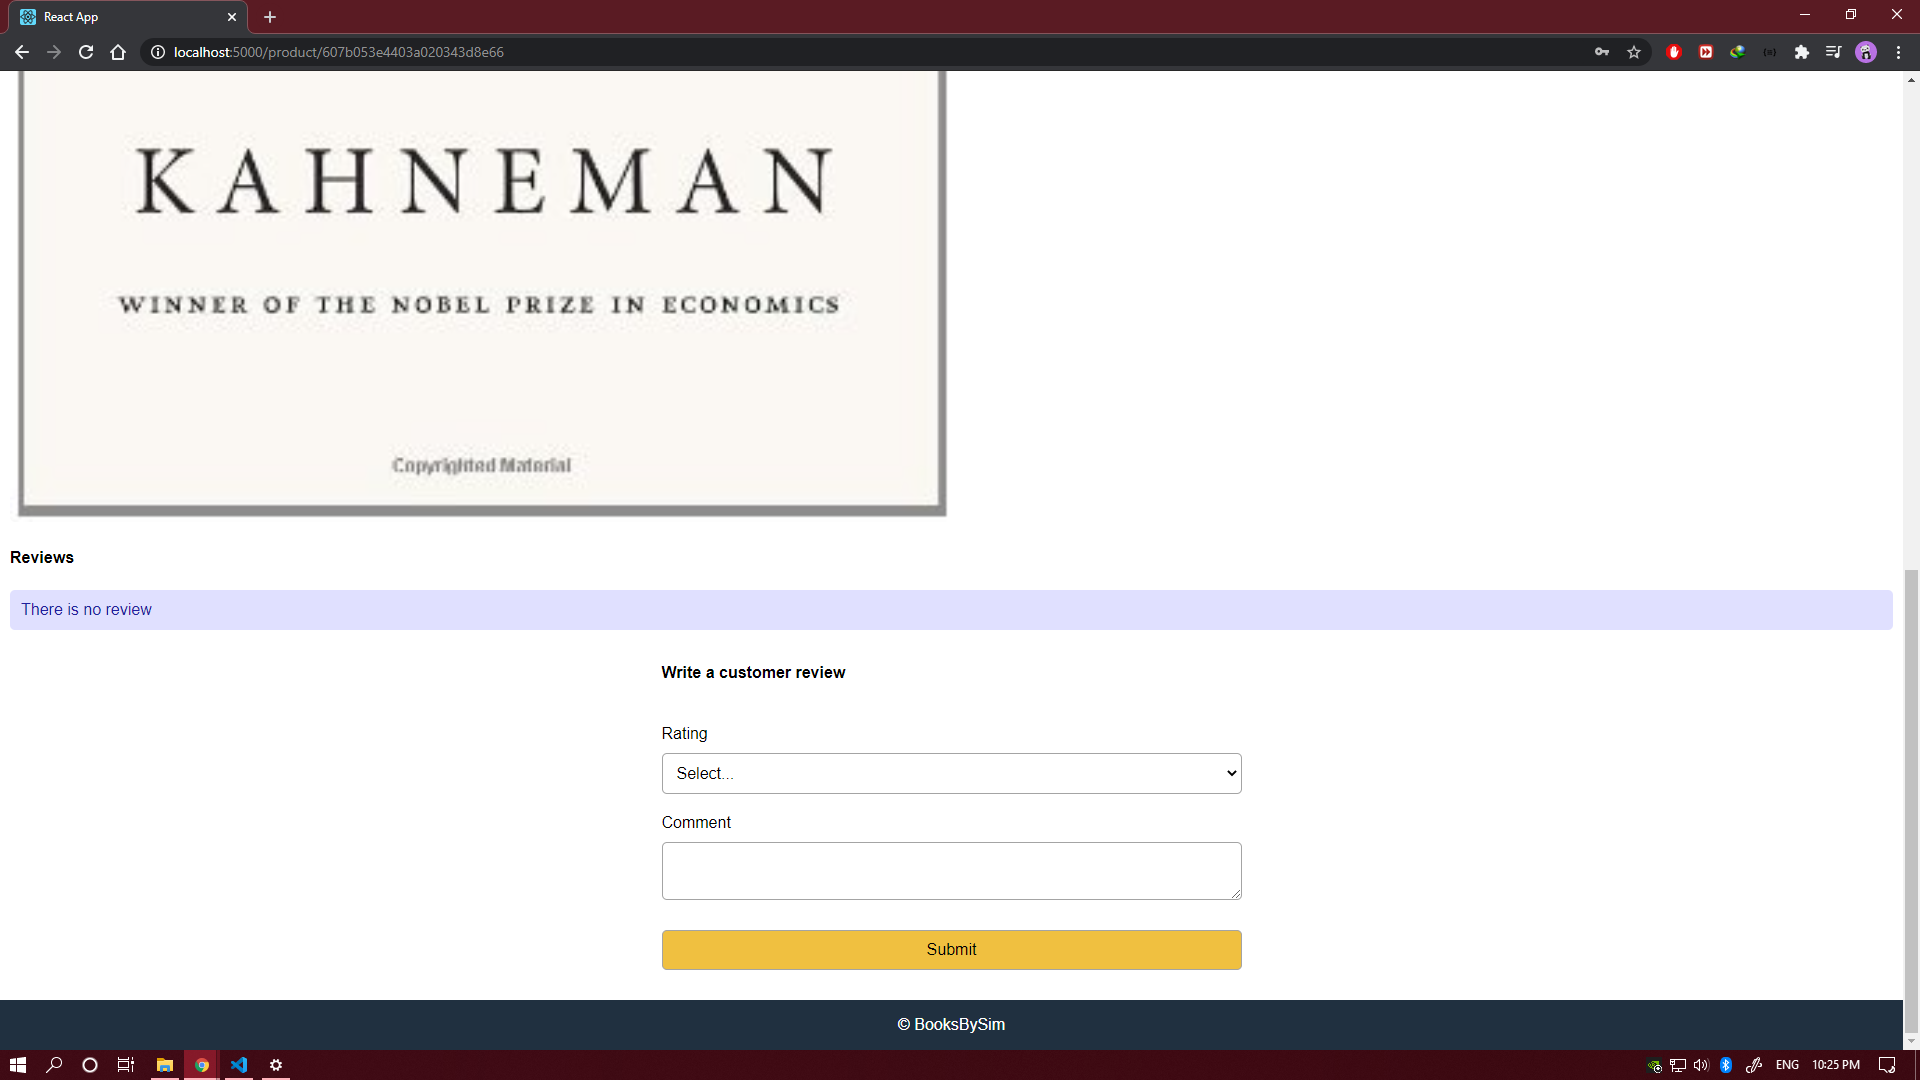 React App
localhost:5000/product/607b053e4403a020343d8e66
KAHNEMAN
WINNER OF THE NOBEL PRIZE IN ECONOMICS
Copyrighted Material
Reviews
There is no review
Write a customer review
Rating
Select...
Comment
Submit
© BooksBySim
ENG 10:25 PM